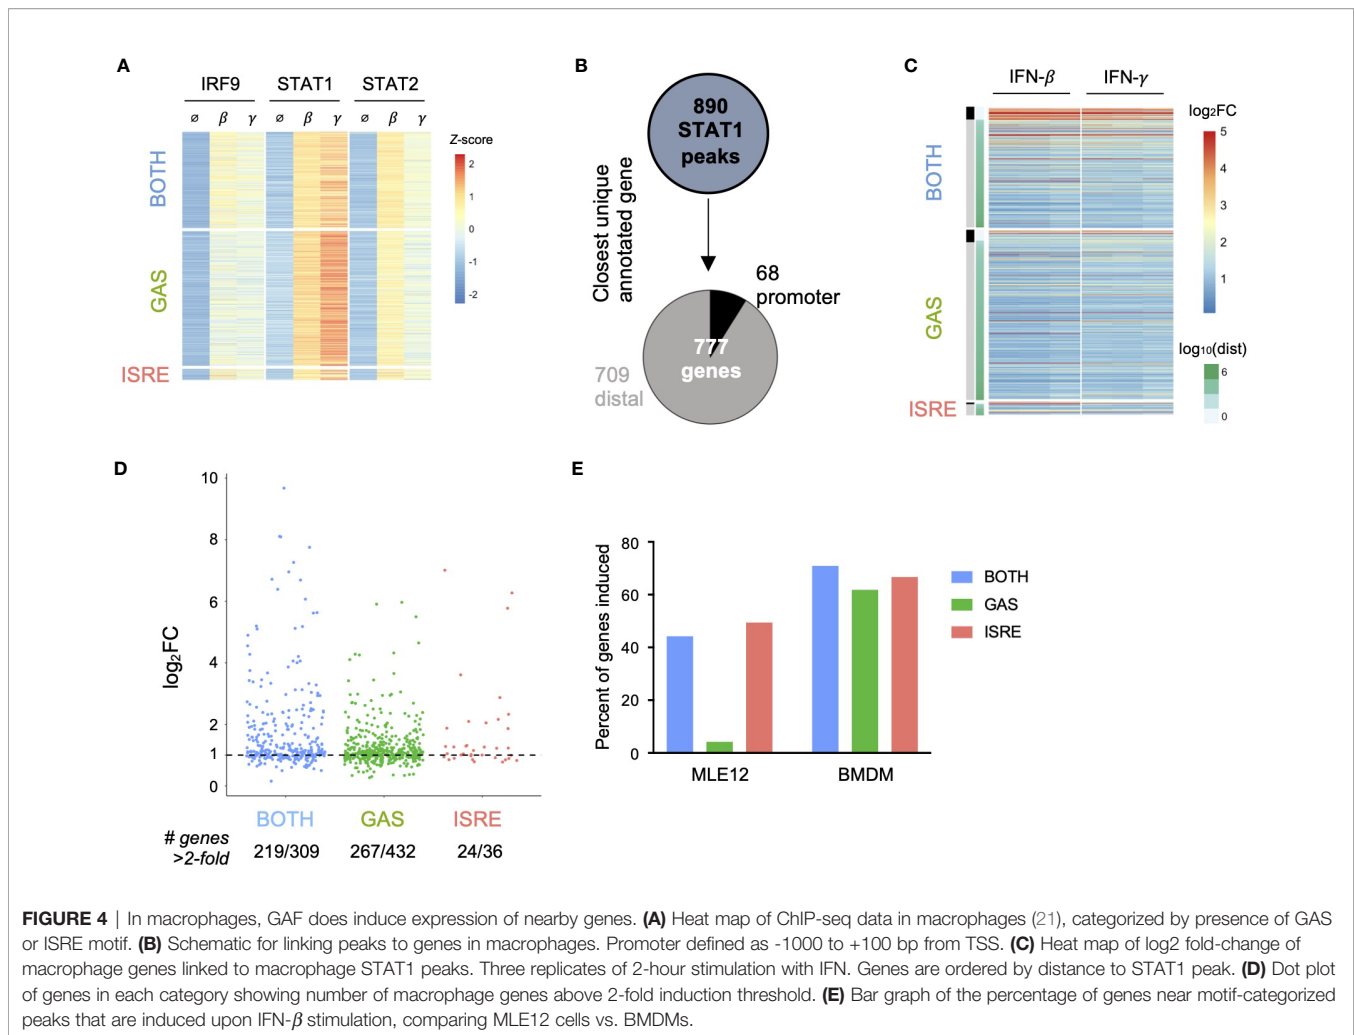 A
IRF9 STAT1 STAT2
ø β γ ø β γ ø β γ
BOTH
GAS
ISRE
Z-score
2
1
0
-1
-2
B
890
STAT1
peaks
Closest unique
annotated gene
68
promoter
777
genes
709
distal
C
IFN-β IFN-γ
BOTH
GAS
ISRE
log₂FC
5
4
3
2
1
log₁₀(dist)
6
0
D
log₂FC
10
8
6
4
2
1
0
BOTH GAS ISRE
# genes
>2-fold
219/309 267/432 24/36
E
Percent of genes induced
80
60
40
20
0
MLE12 BMDM
BOTH
GAS
ISRE
FIGURE 4 | In macrophages, GAF does induce expression of nearby genes. (A) Heat map of ChIP-seq data in macrophages (21), categorized by presence of GAS
or ISRE motif. (B) Schematic for linking peaks to genes in macrophages. Promoter defined as -1000 to +100 bp from TSS. (C) Heat map of log2 fold-change of
macrophage genes linked to macrophage STAT1 peaks. Three replicates of 2-hour stimulation with IFN. Genes are ordered by distance to STAT1 peak. (D) Dot plot
of genes in each category showing number of macrophage genes above 2-fold induction threshold. (E) Bar graph of the percentage of genes near motif-categorized
peaks that are induced upon IFN-β stimulation, comparing MLE12 cells vs. BMDMs.